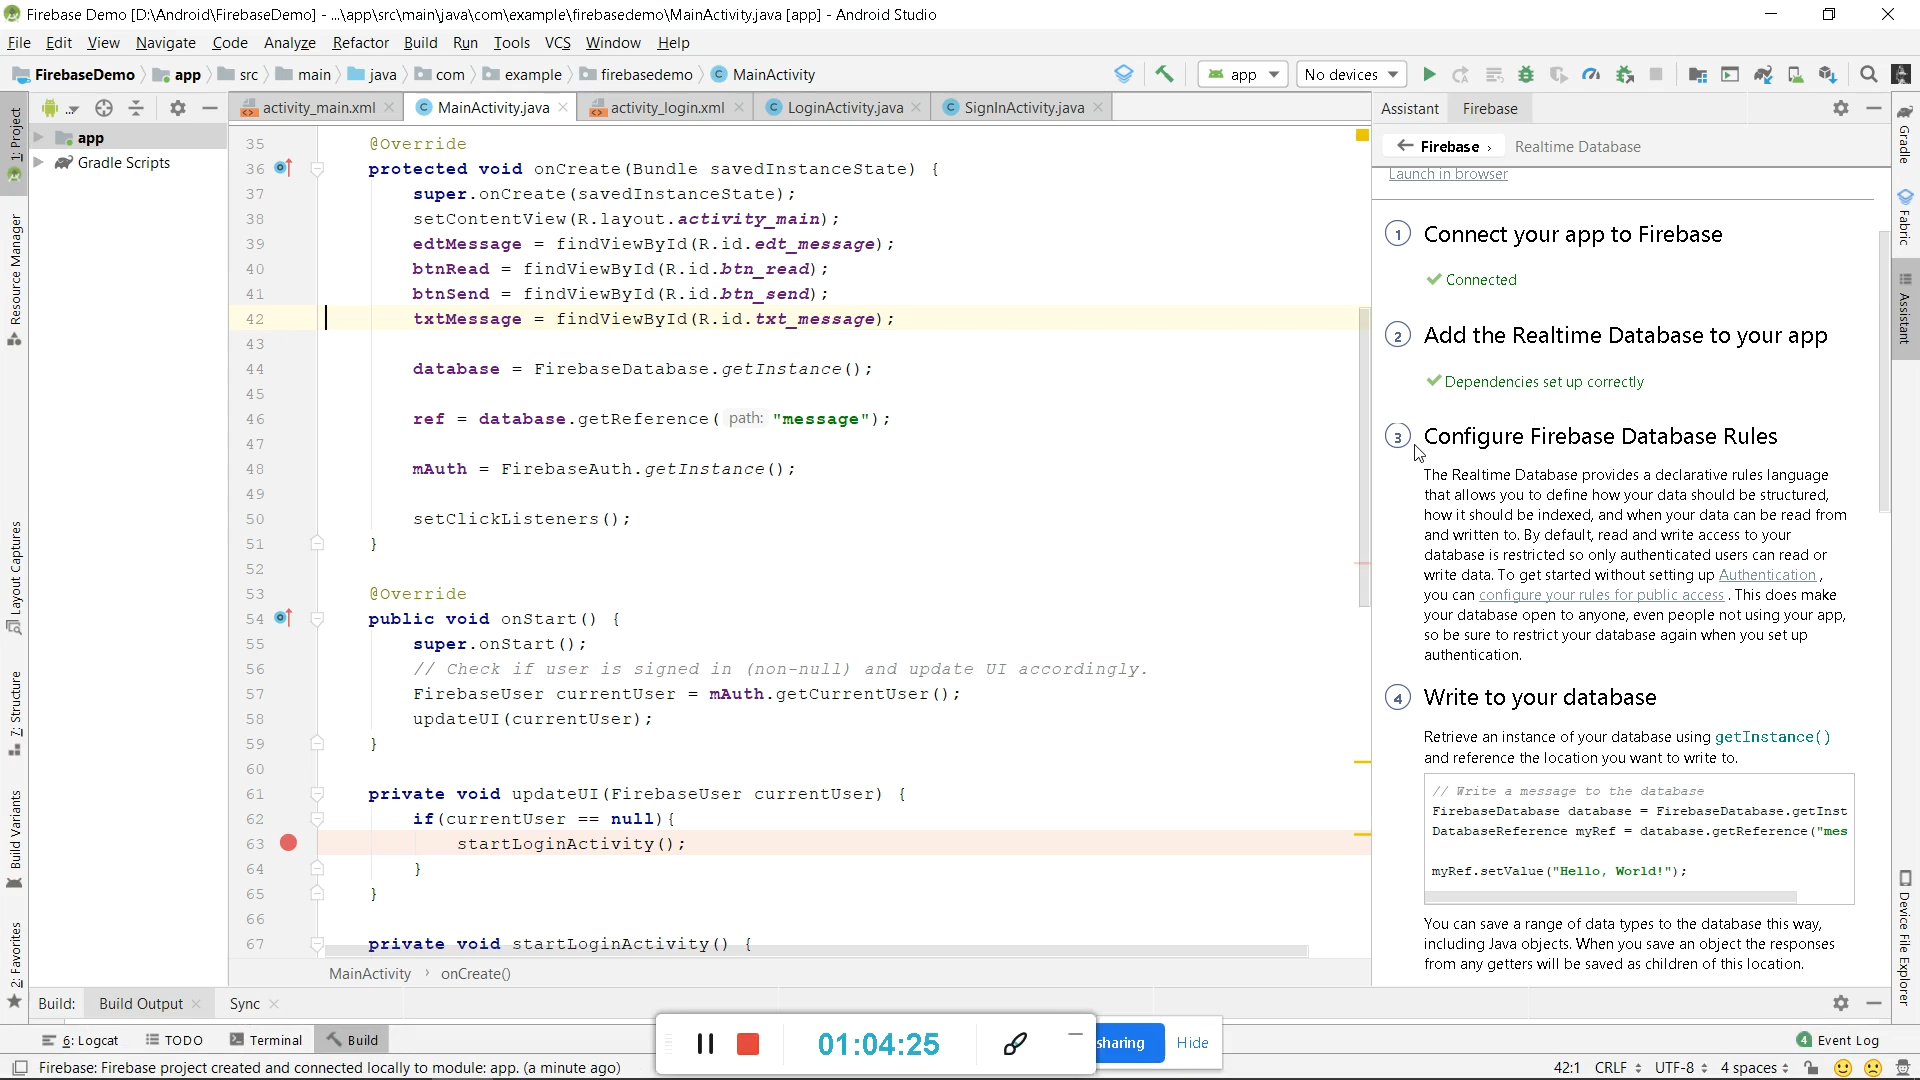 Firebase Demo [D:\Android\FirebaseDemo] - ...\app\src\main\java\com\example\firebasedemo\MainActivity.java [app] - Android Studio
File Edit View Navigate Code Analyze Refactor Build Run Tools VCS Window Help
FirebaseDemo app src main java com example firebasedemo MainActivity app No devices
activity_main.xml MainActivity.java activity_login.xml LoginActivity.java SignInActivity.java
Assistant Firebase
Firebase › Realtime Database
1: Project
Resource Manager
Layout Captures
7: Structure
Build Variants
2: Favorites
app
Gradle Scripts
35 @Override
36 protected void onCreate(Bundle savedInstanceState) {
37 super.onCreate(savedInstanceState);
38 setContentView(R.layout.activity_main);
39 edtMessage = findViewById(R.id.edt_message);
40 btnRead = findViewById(R.id.btn_read);
41 btnSend = findViewById(R.id.btn_send);
42 txtMessage = findViewById(R.id.txt_message);
43
44 database = FirebaseDatabase.getInstance();
45
46 ref = database.getReference( path: "message");
47
48 mAuth = FirebaseAuth.getInstance();
49
50 setClickListeners();
51 }
52
53 @Override
54 public void onStart() {
55 super.onStart();
56 // Check if user is signed in (non-null) and update UI accordingly.
57 FirebaseUser currentUser = mAuth.getCurrentUser();
58 updateUI(currentUser);
59 }
60
61 private void updateUI(FirebaseUser currentUser) {
62 if(currentUser == null){
63 startLoginActivity();
64 }
65 }
66
67 private void startLoginActivity() {
MainActivity › onCreate()
Launch in browser
1 Connect your app to Firebase
Connected
2 Add the Realtime Database to your app
Dependencies set up correctly
3 Configure Firebase Database Rules
The Realtime Database provides a declarative rules language
that allows you to define how your data should be structured,
how it should be indexed, and when your data can be read from
and written to. By default, read and write access to your
database is restricted so only authenticated users can read or
write data. To get started without setting up Authentication ,
you can configure your rules for public access . This does make
your database open to anyone, even people not using your app,
so be sure to restrict your database again when you set up
authentication.
4 Write to your database
Retrieve an instance of your database using getInstance()
and reference the location you want to write to.
// Write a message to the database
FirebaseDatabase database = FirebaseDatabase.getInst
DatabaseReference myRef = database.getReference("mes
myRef.setValue("Hello, World!");
You can save a range of data types to the database this way,
including Java objects. When you save an object the responses
from any getters will be saved as children of this location.
Gradle
Fabric
Assistant
Device File Explorer
Build: Build Output Sync
6: Logcat TODO Terminal Build
01:04:25
sharing Hide
4 Event Log
Firebase: Firebase project created and connected locally to module: app. (a minute ago)
42:1 CRLF UTF-8 4 spaces